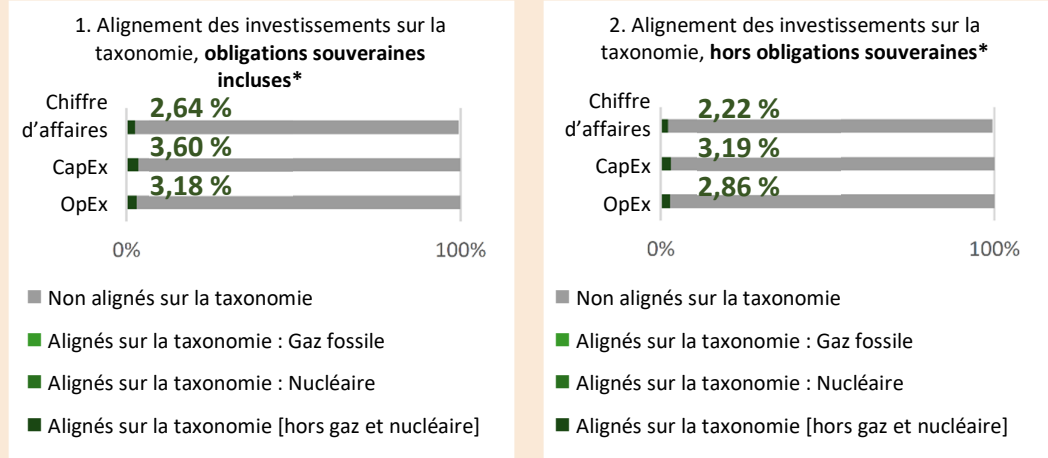 1. Alignement des investissements sur la
taxonomie, obligations souveraines
incluses*
Chiffre
d’affaires
2,64 %
CapEx
3,60 %
OpEx
3,18 %
0%
100%
Non alignés sur la taxonomie
Alignés sur la taxonomie : Gaz fossile
Alignés sur la taxonomie : Nucléaire
Alignés sur la taxonomie [hors gaz et nucléaire]
2. Alignement des investissements sur la
taxonomie, hors obligations souveraines*
Chiffre
d’affaires
2,22 %
CapEx
3,19 %
OpEx
2,86 %
0%
100%
Non alignés sur la taxonomie
Alignés sur la taxonomie : Gaz fossile
Alignés sur la taxonomie : Nucléaire
Alignés sur la taxonomie [hors gaz et nucléaire]